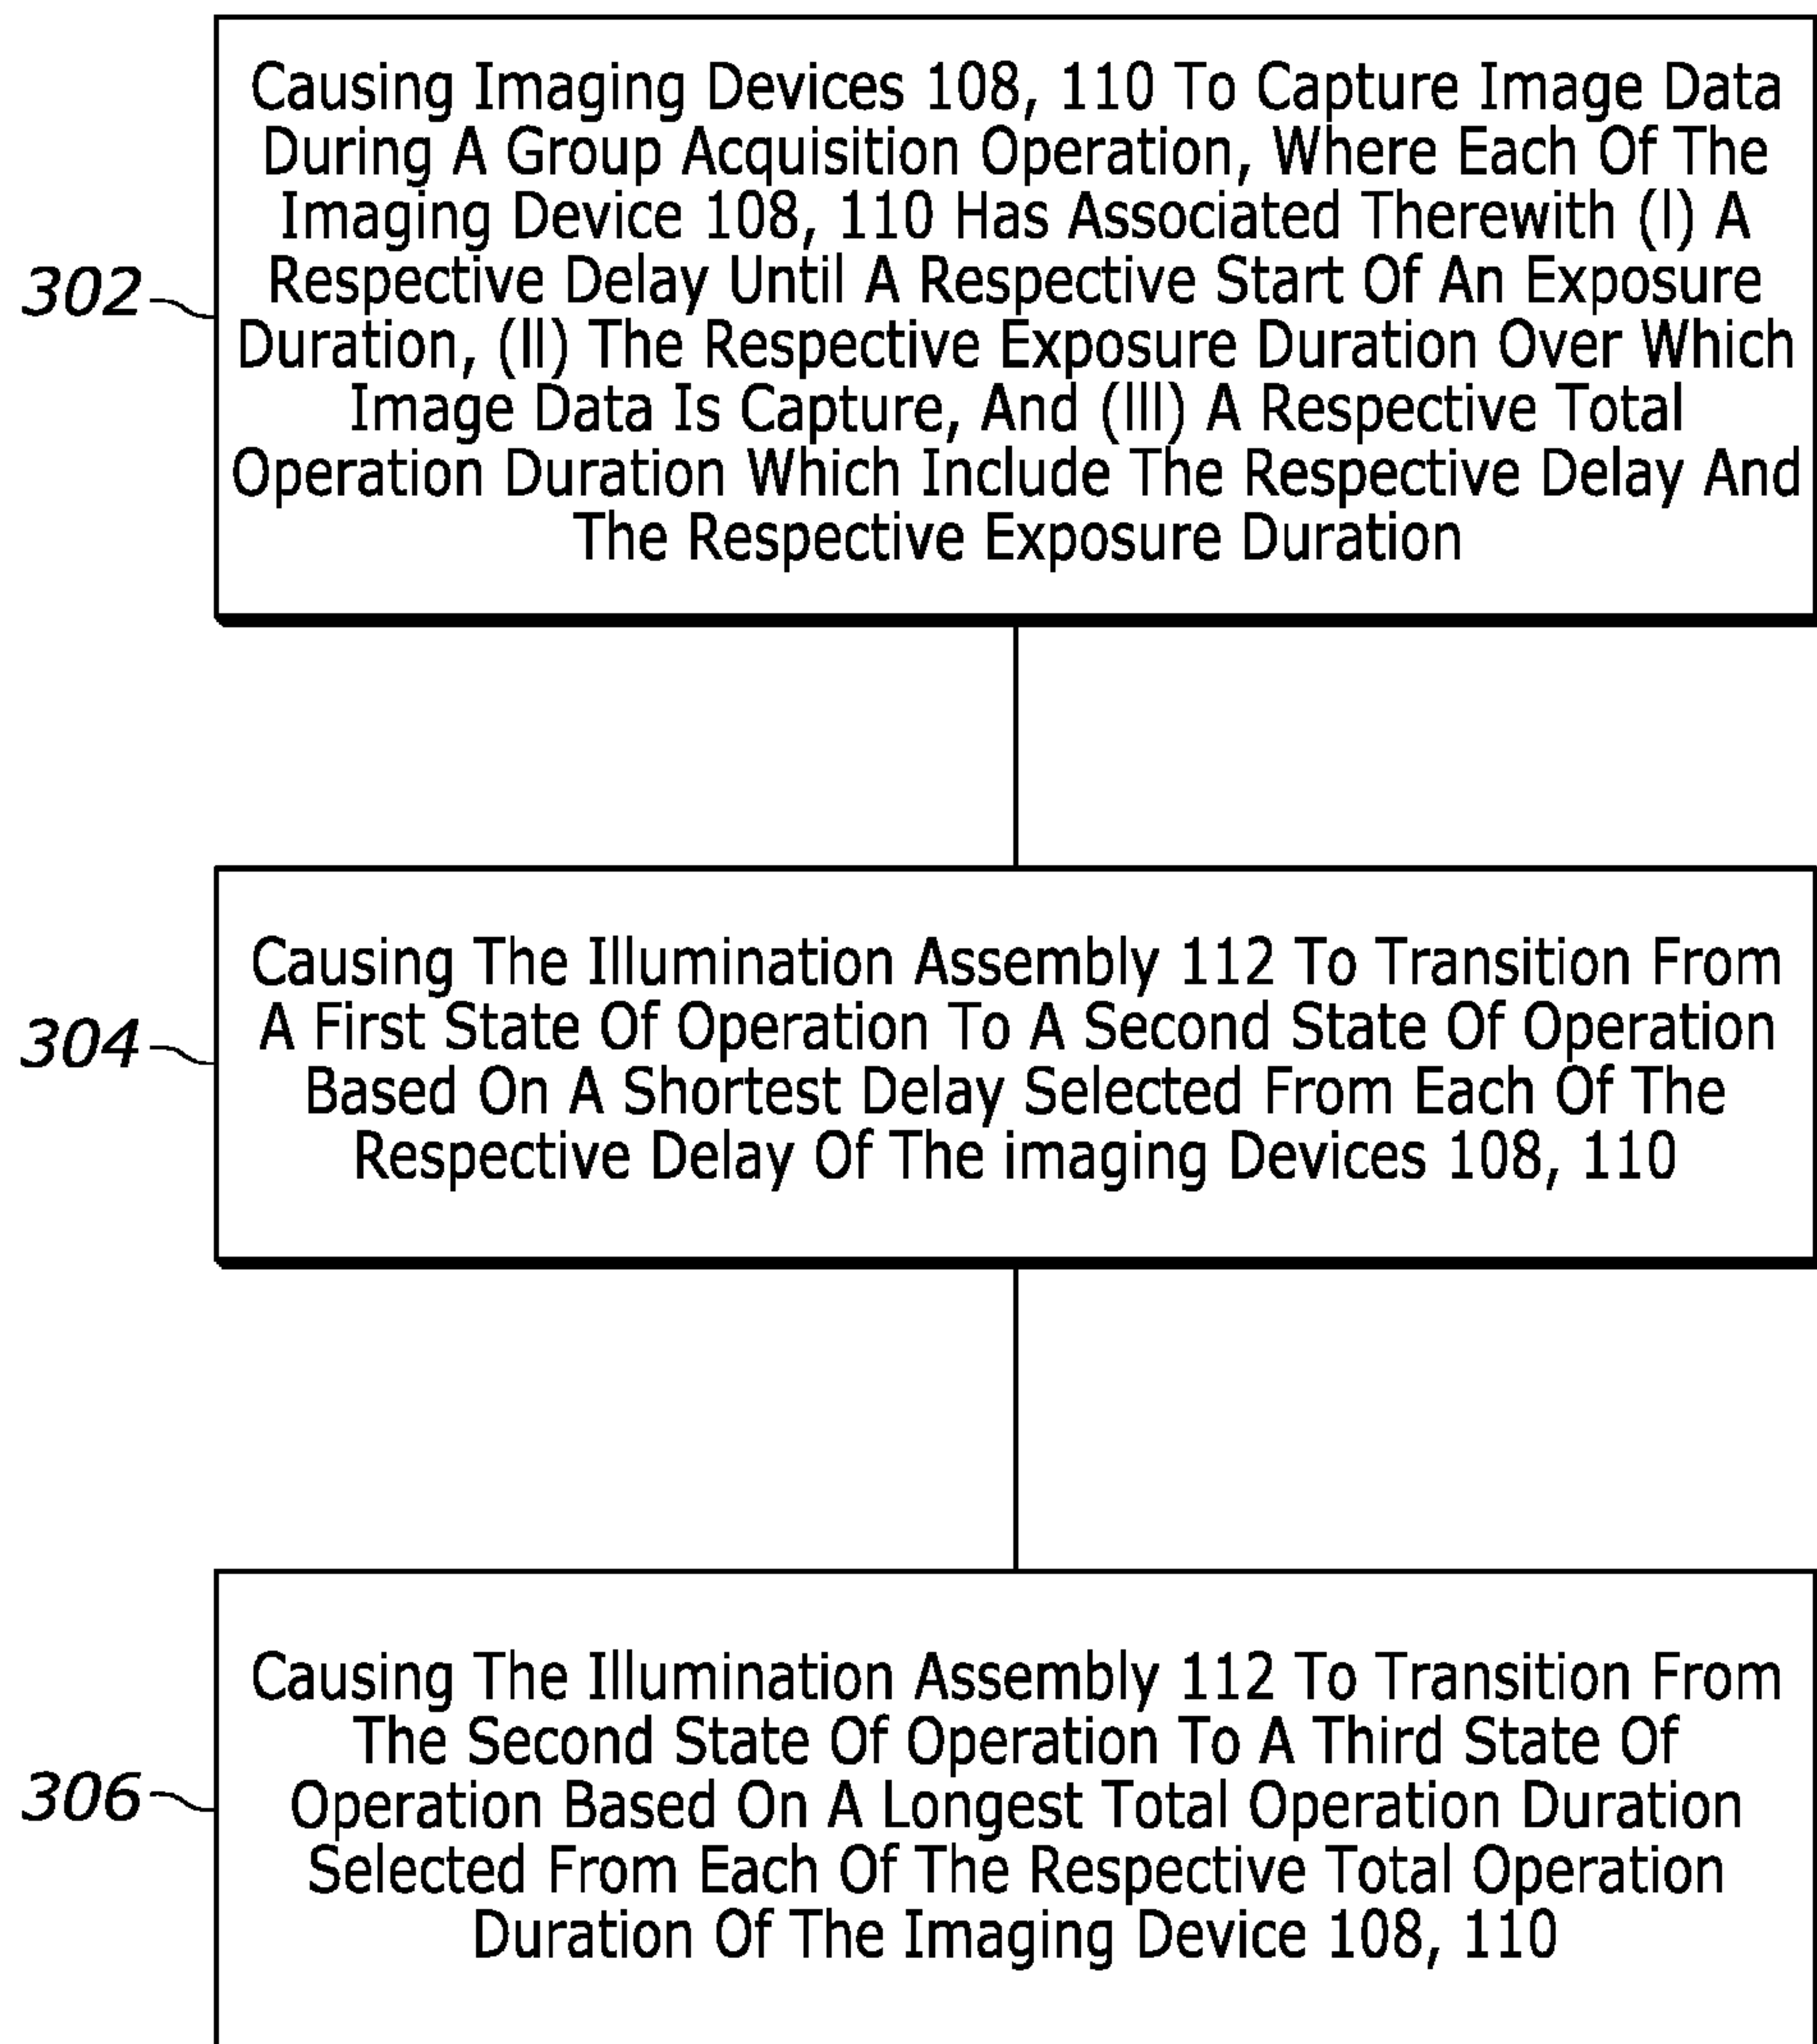 Causing Imaging Devices 108, 110 To Capture Image Data
During A Group Acquisition Operation, Where Each Of The
Imaging Device 108, 110 Has Associated Therewith (I) A
302
Respective Delay Until A Respective Start Of An Exposure
Duration, (II) The Respective Exposure Duration Over Which
Image Data Is Capture, And (III) A Respective Total
Operation Duration Which Include The Respective Delay And
The Respective Exposure Duration
Causing The Illumination Assembly 112 To Transition From
304
A First State Of Operation To A Second State Of Operation
Based On A Shortest Delay Selected From Each Of The
Respective Delay Of The imaging Devices 108, 110
Causing The Illumination Assembly 112 To Transition From
The Second State Of Operation To A Third State Of
306
Operation Based On A Longest Total Operation Duration
Selected From Each Of The Respective Total Operation
Duration Of The Imaging Device 108, 110